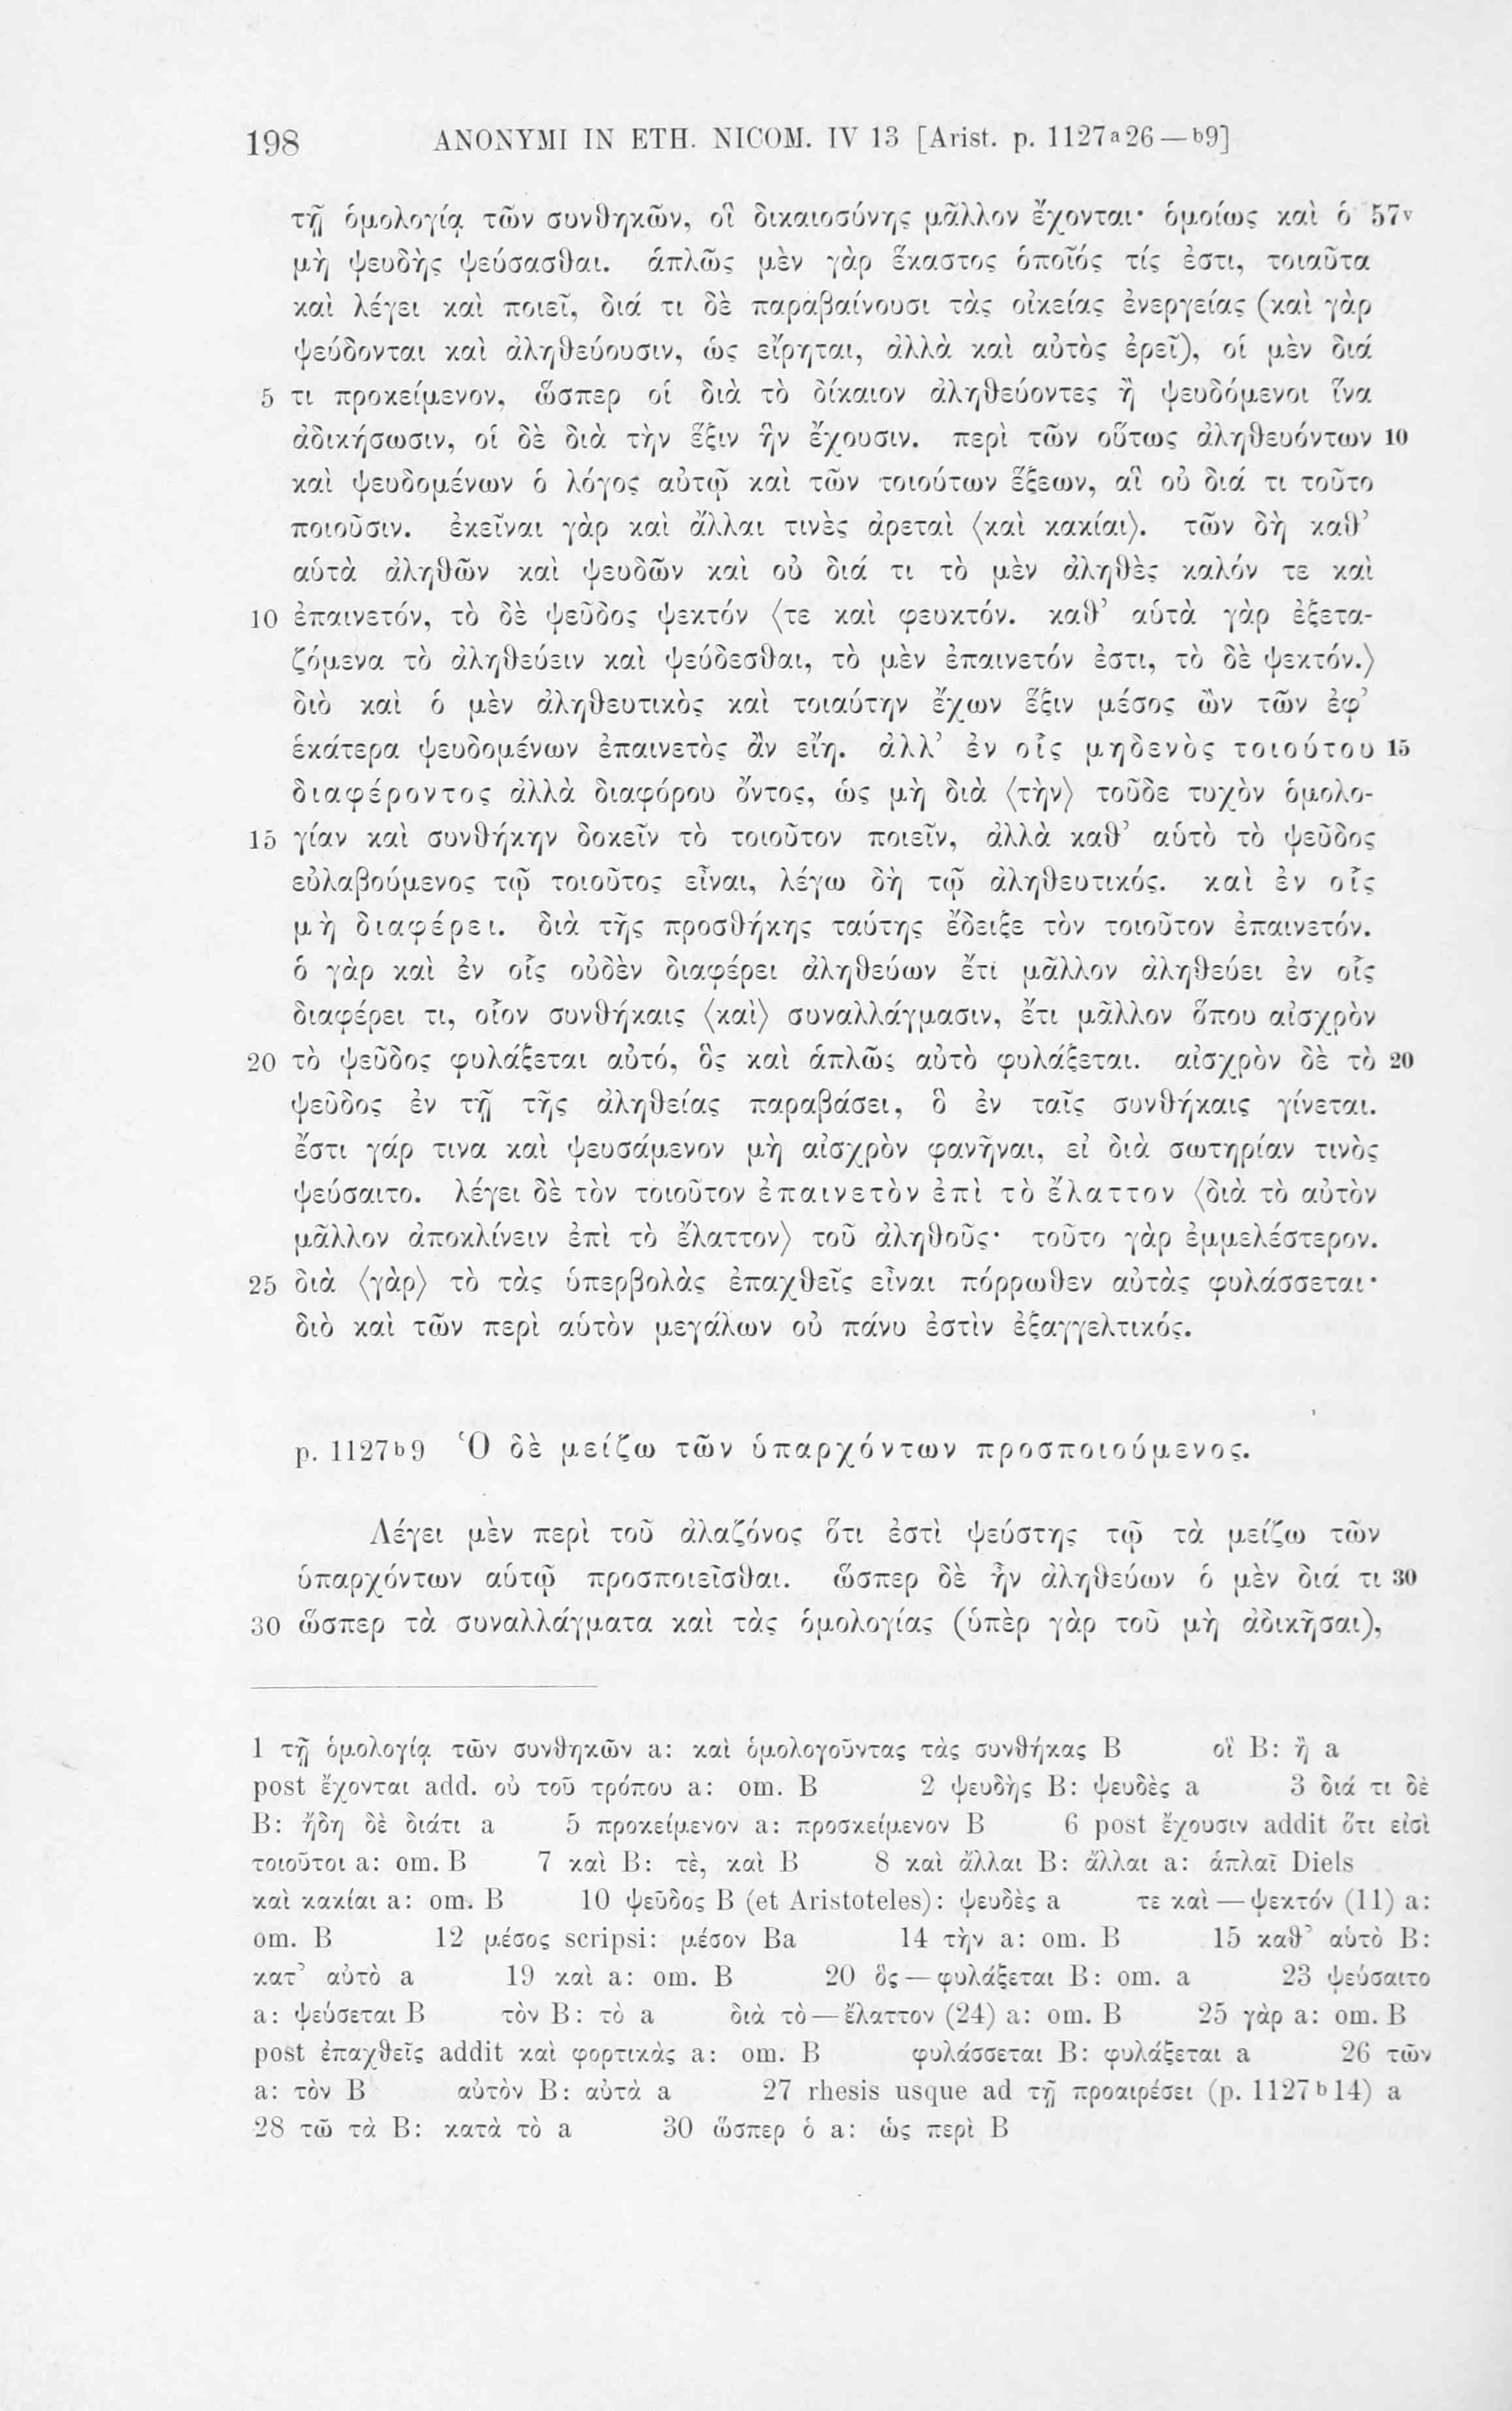 198 ANONYMI IN ETH. NICOM. IV 13 [Arist. p. 1127a26 — b9]
τῇ ὁμολογίᾳ τῶν συνθηκῶν, οἳ δικαιοσύνης μᾶλλον ἔχονται· ὁμοίως καὶ ὁ 57v
μὴ ψευδὴς ψεύσασθαι. ἁπλῶς μὲν γὰρ ἕκαστος ὁποῖός τίς ἐστι, τοιαῦτα
καὶ λέγει καὶ ποιεῖ, διά τι δὲ παραβαίνουσι τὰς οἰκείας ἐνεργείας (καὶ γὰρ
ψεύδονται καὶ ἀληθεύουσιν, ὡς εἴρηται, ἀλλὰ καὶ αὐτὸς ἐρεῖ), οἱ μὲν διά
5 τι προκείμενον, ὥσπερ οἱ διὰ τὸ δίκαιον ἀληθεύοντες ἢ ψευδόμενοι ἵνα
ἀδικήσωσιν, οἱ δὲ διὰ τὴν ἕξιν ἣν ἔχουσιν. περὶ τῶν οὕτως ἀληθευόντων 10
καὶ ψευδομένων ὁ λόγος αὐτῷ καὶ τῶν τοιούτων ἕξεων, αἳ οὐ διά τι τοῦτο
ποιοῦσιν. ἐκεῖναι γὰρ καὶ ἄλλαι τινὲς ἀρεταὶ ⟨καὶ κακίαι⟩. τῶν δὴ καθ’
αὑτὰ ἀληθῶν καὶ ψευδῶν καὶ οὐ διά τι τὸ μὲν ἀληθὲς καλόν τε καὶ
10 ἐπαινετόν, τὸ δὲ ψεῦδος ψεκτόν ⟨τε καὶ φευκτόν. καθ’ αὑτὰ γὰρ ἐξετα-
ζόμενα τὸ ἀληθεύειν καὶ ψεύδεσθαι, τὸ μὲν ἐπαινετόν ἐστι, τὸ δὲ ψεκτόν.⟩
διὸ καὶ ὁ μὲν ἀληθευτικὸς καὶ τοιαύτην ἔχων ἕξιν μέσος ὢν τῶν ἐφ’
ἑκάτερα ψευδομένων ἐπαινετὸς ἂν εἴη. ἀλλ’ ἐν οἷς μηδενὸς τοιούτου 15
διαφέροντος ἀλλὰ διαφόρου ὄντος, ὡς μὴ διὰ ⟨τὴν⟩ τοῦδε τυχὸν ὁμολο-
15 γίαν καὶ συνθήκην δοκεῖν τὸ τοιοῦτον ποιεῖν, ἀλλὰ καθ’ αὑτὸ τὸ ψεῦδος
εὐλαβούμενος τῷ τοιοῦτος εἶναι, λέγω δὴ τῷ ἀληθευτικός. καὶ ἐν οἷς
μὴ διαφέρει. διὰ τῆς προσθήκης ταύτης ἔδειξε τὸν τοιοῦτον ἐπαινετόν.
ὁ γὰρ καὶ ἐν οἷς οὐδὲν διαφέρει ἀληθεύων ἔτι μᾶλλον ἀληθεύει ἐν οἷς
διαφέρει τι, οἷον συνθήκαις ⟨καὶ⟩ συναλλάγμασιν, ἔτι μᾶλλον ὅπου αἰσχρὸν
20 τὸ ψεῦδος φυλάξεται αὐτό, ὃς καὶ ἁπλῶς αὐτὸ φυλάξεται. αἰσχρὸν δὲ τὸ 20
ψεῦδος ἐν τῇ τῆς ἀληθείας παραβάσει, ὃ ἐν ταῖς συνθήκαις γίνεται.
ἔστι γάρ τινα καὶ ψευσάμενον μὴ αἰσχρὸν φανῆναι, εἰ διὰ σωτηρίαν τινὸς
ψεύσαιτο. λέγει δὲ τὸν τοιοῦτον ἐπαινετὸν ἐπὶ τὸ ἔλαττον ⟨διὰ τὸ αὐτὸν
μᾶλλον ἀποκλίνειν ἐπὶ τὸ ἔλαττον⟩ τοῦ ἀληθοῦς· τοῦτο γὰρ ἐμμελέστερον.
25 διὰ ⟨γὰρ⟩ τὸ τὰς ὑπερβολὰς ἐπαχθεῖς εἶναι πόρρωθεν αὐτὰς φυλάσσεται·
διὸ καὶ τῶν περὶ αὑτὸν μεγάλων οὐ πάνυ ἐστὶν ἐξαγγελτικός.
p. 1127b9 Ὁ δὲ μείζω τῶν ὑπαρχόντων προσποιούμενος.
Λέγει μὲν περὶ τοῦ ἀλαζόνος ὅτι ἐστὶ ψεύστης τῷ τὰ μείζω τῶν
ὑπαρχόντων αὑτῷ προσποιεῖσθαι. ὥσπερ δὲ ἦν ἀληθεύων ὁ μὲν διά τι 30
30 ὥσπερ τὰ συναλλάγματα καὶ τὰς ὁμολογίας (ὑπὲρ γὰρ τοῦ μὴ ἀδικῆσαι),
1 τῇ ὁμολογίᾳ τῶν συνθηκῶν a: καὶ ὁμολογοῦντας τὰς συνθήκας B οἳ B: ἢ a
post ἔχονται add. οὐ τοῦ τρόπου a: om. B 2 ψευδὴς B: ψευδὲς a 3 διά τι δὲ
B: ἤδη δὲ διάτι a 5 προκείμενον a: προσκείμενον B 6 post ἔχουσιν addit ὅτι εἰσὶ
τοιοῦτοι a: om. B 7 καὶ B: τὲ, καὶ B 8 καὶ ἄλλαι B: ἄλλαι a: ἁπλαῖ Diels
καὶ κακίαι a: om. B 10 ψεῦδος B (et Aristoteles): ψευδὲς a τε καὶ — ψεκτόν (11) a:
om. B 12 μέσος scripsi: μέσον Ba 14 τὴν a: om. B 15 καθ’ αὑτὸ B:
κατ’ αὐτὸ a 19 καὶ a: om. B 20 ὃς — φυλάξεται B: om. a 23 ψεύσαιτο
a: ψεύσεται B τὸν B: τὸ a διὰ τὸ — ἔλαττον (24) a: om. B 25 γὰρ a: om. B
post ἐπαχθεῖς addit καὶ φορτικὰς a: om. B φυλάσσεται B: φυλάξεται a 26 τῶν
a: τὸν B αὐτὸν B: αὐτὰ a 27 rhesis usque ad τῇ προαιρέσει (p. 1127b14) a
28 τῶ τὰ B: κατὰ τὸ a 30 ὥσπερ ὁ a: ὡς περὶ B